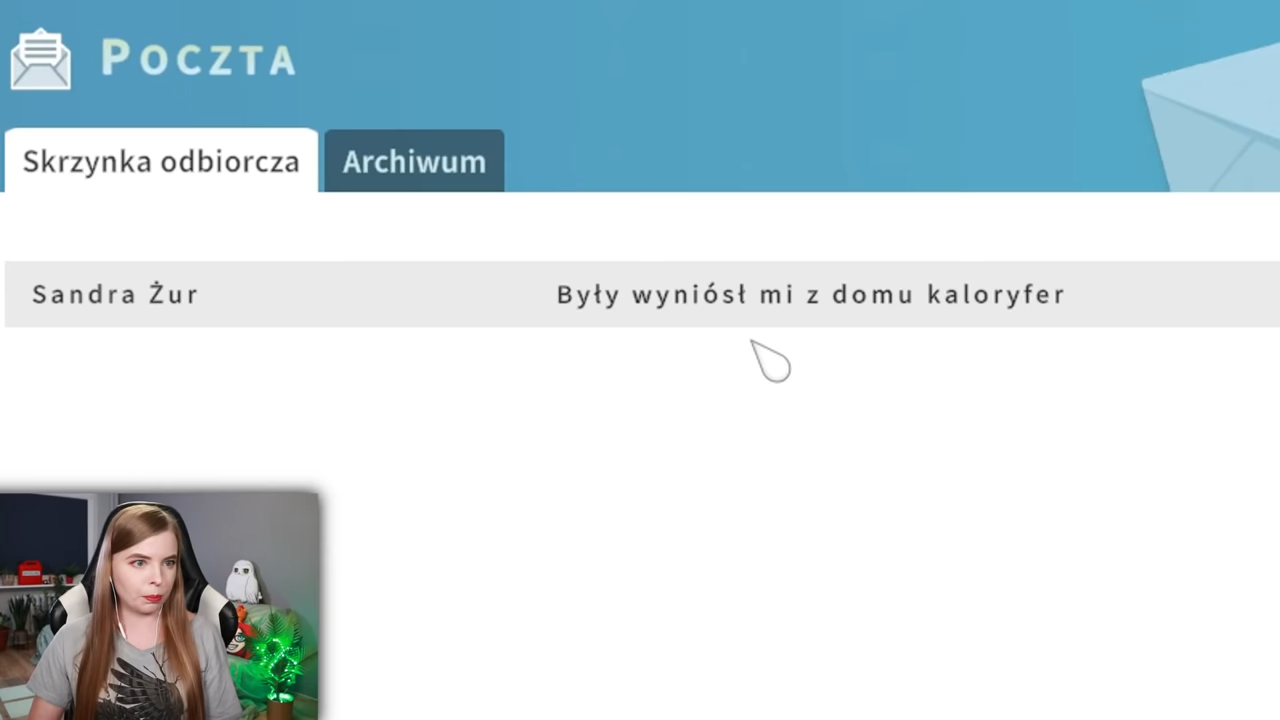 Poczta
Skrzynka odbiorcza
Archiwum
Sandra Żur
Były wyniósł mi z domu kaloryfer